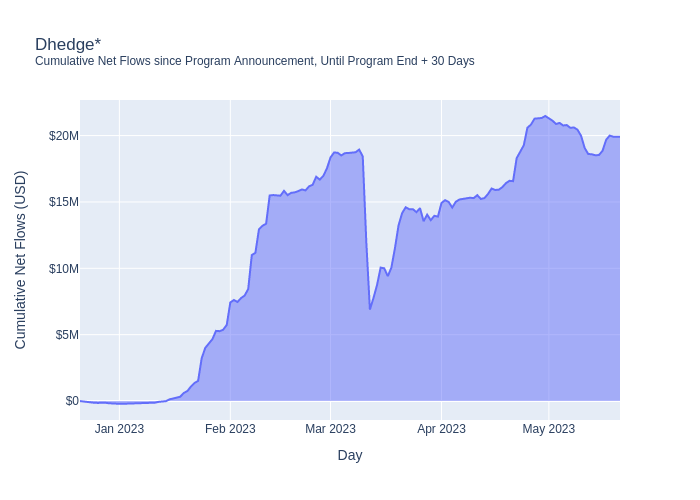 Dhedge*
Cumulative Net Flows since Program Announcement, Until Program End + 30 Days
Cumulative Net Flows (USD)
$20M
$15M
$10M
$5M
$0
Jan 2023
Feb 2023
Mar 2023
Apr 2023
May 2023
Day